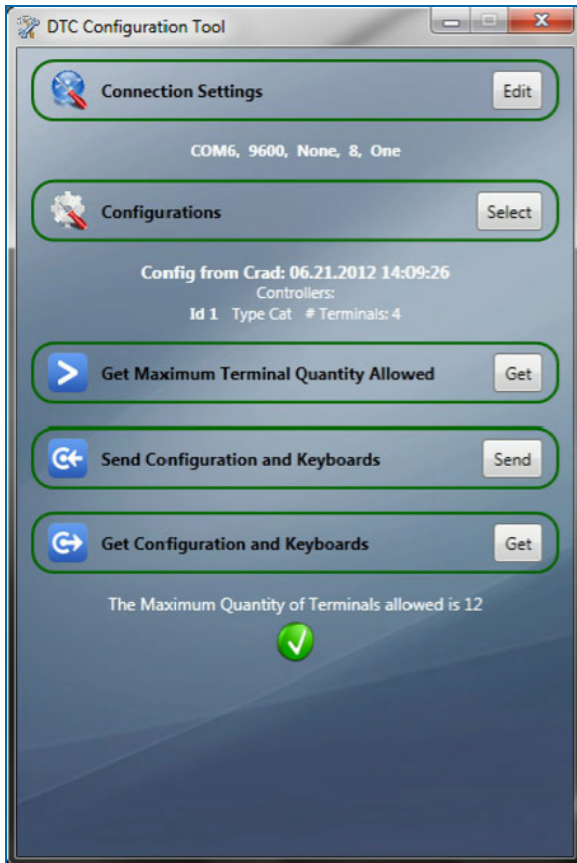 DTC Configuration Tool
Connection Settings Edit
COM6, 9600, None, 8, One
Configurations Select
Config from Crad: 06.21.2012 14:09:26
Controllers:
Id 1 Type Cat # Terminals: 4
Get Maximum Terminal Quantity Allowed Get
Send Configuration and Keyboards Send
Get Configuration and Keyboards Get
The Maximum Quantity of Terminals allowed is 12